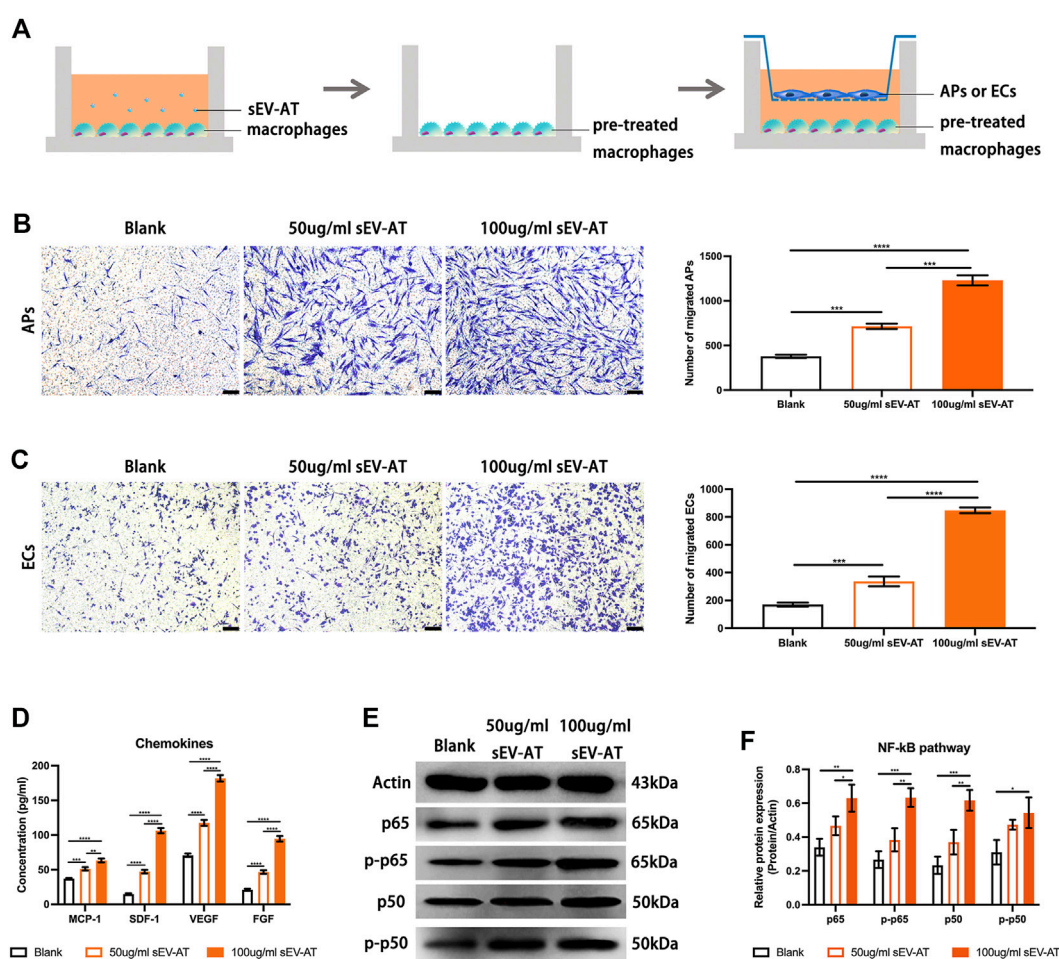 A
sEV-AT
macrophages
pre-treated
macrophages
APs or ECs
pre-treated
macrophages
B
Blank
50ug/ml sEV-AT
100ug/ml sEV-AT
APs
Number of migrated APs
1500
1000
500
0
****
***
***
Blank
50ug/ml sEV-AT
100ug/ml sEV-AT
C
Blank
50ug/ml sEV-AT
100ug/ml sEV-AT
ECs
Number of migrated ECs
1000
800
600
400
200
0
****
****
***
Blank
50ug/ml sEV-AT
100ug/ml sEV-AT
D
Chemokines
Concentration (pg/ml)
200
150
100
50
0
****
***
**
****
****
****
****
****
****
****
****
****
MCP-1
SDF-1
VEGF
FGF
Blank
50ug/ml sEV-AT
100ug/ml sEV-AT
E
Blank
50ug/ml
sEV-AT
100ug/ml
sEV-AT
Actin
43kDa
p65
65kDa
p-p65
65kDa
p50
50kDa
p-p50
50kDa
F
NF-kB pathway
Relative protein expression
(Protein/Actin)
0.8
0.6
0.4
0.2
0.0
**
*
***
**
***
**
*
p65
p-p65
p50
p-p50
Blank
50ug/ml sEV-AT
100ug/ml sEV-AT